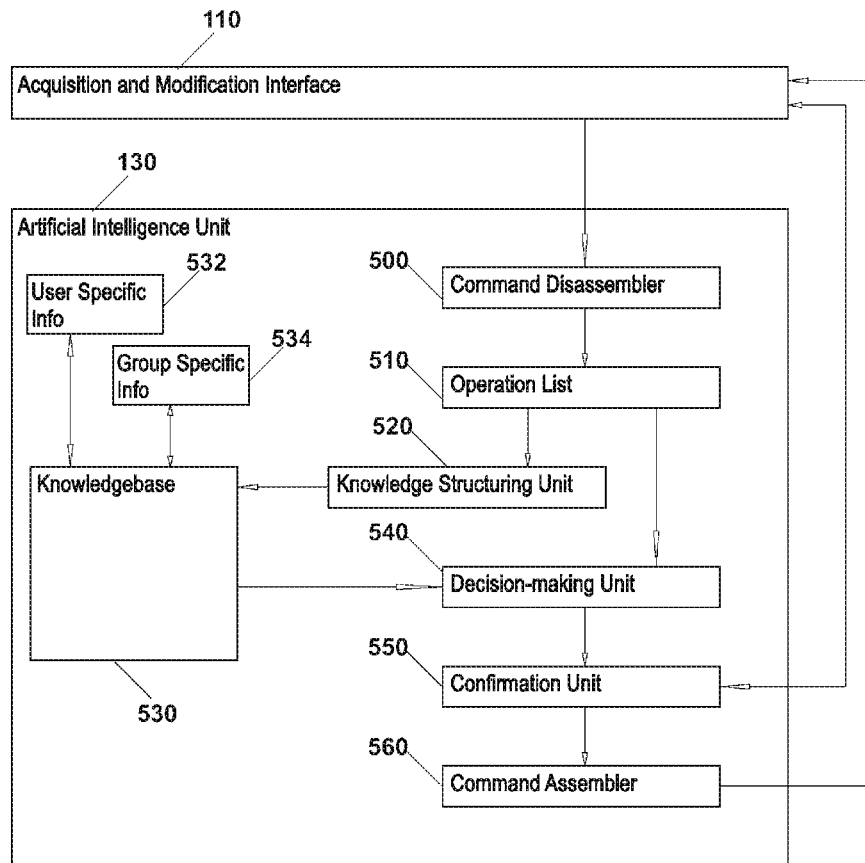 110
Acquisition and Modification Interface
130
Artificial Intelligence Unit
532
User Specific
Info
534
Group Specific
Info
500
Command Disassembler
510
Operation List
520
Knowledgebase
Knowledge Structuring Unit
540
Decision-making Unit
530
550
Confirmation Unit
560
Command Assembler